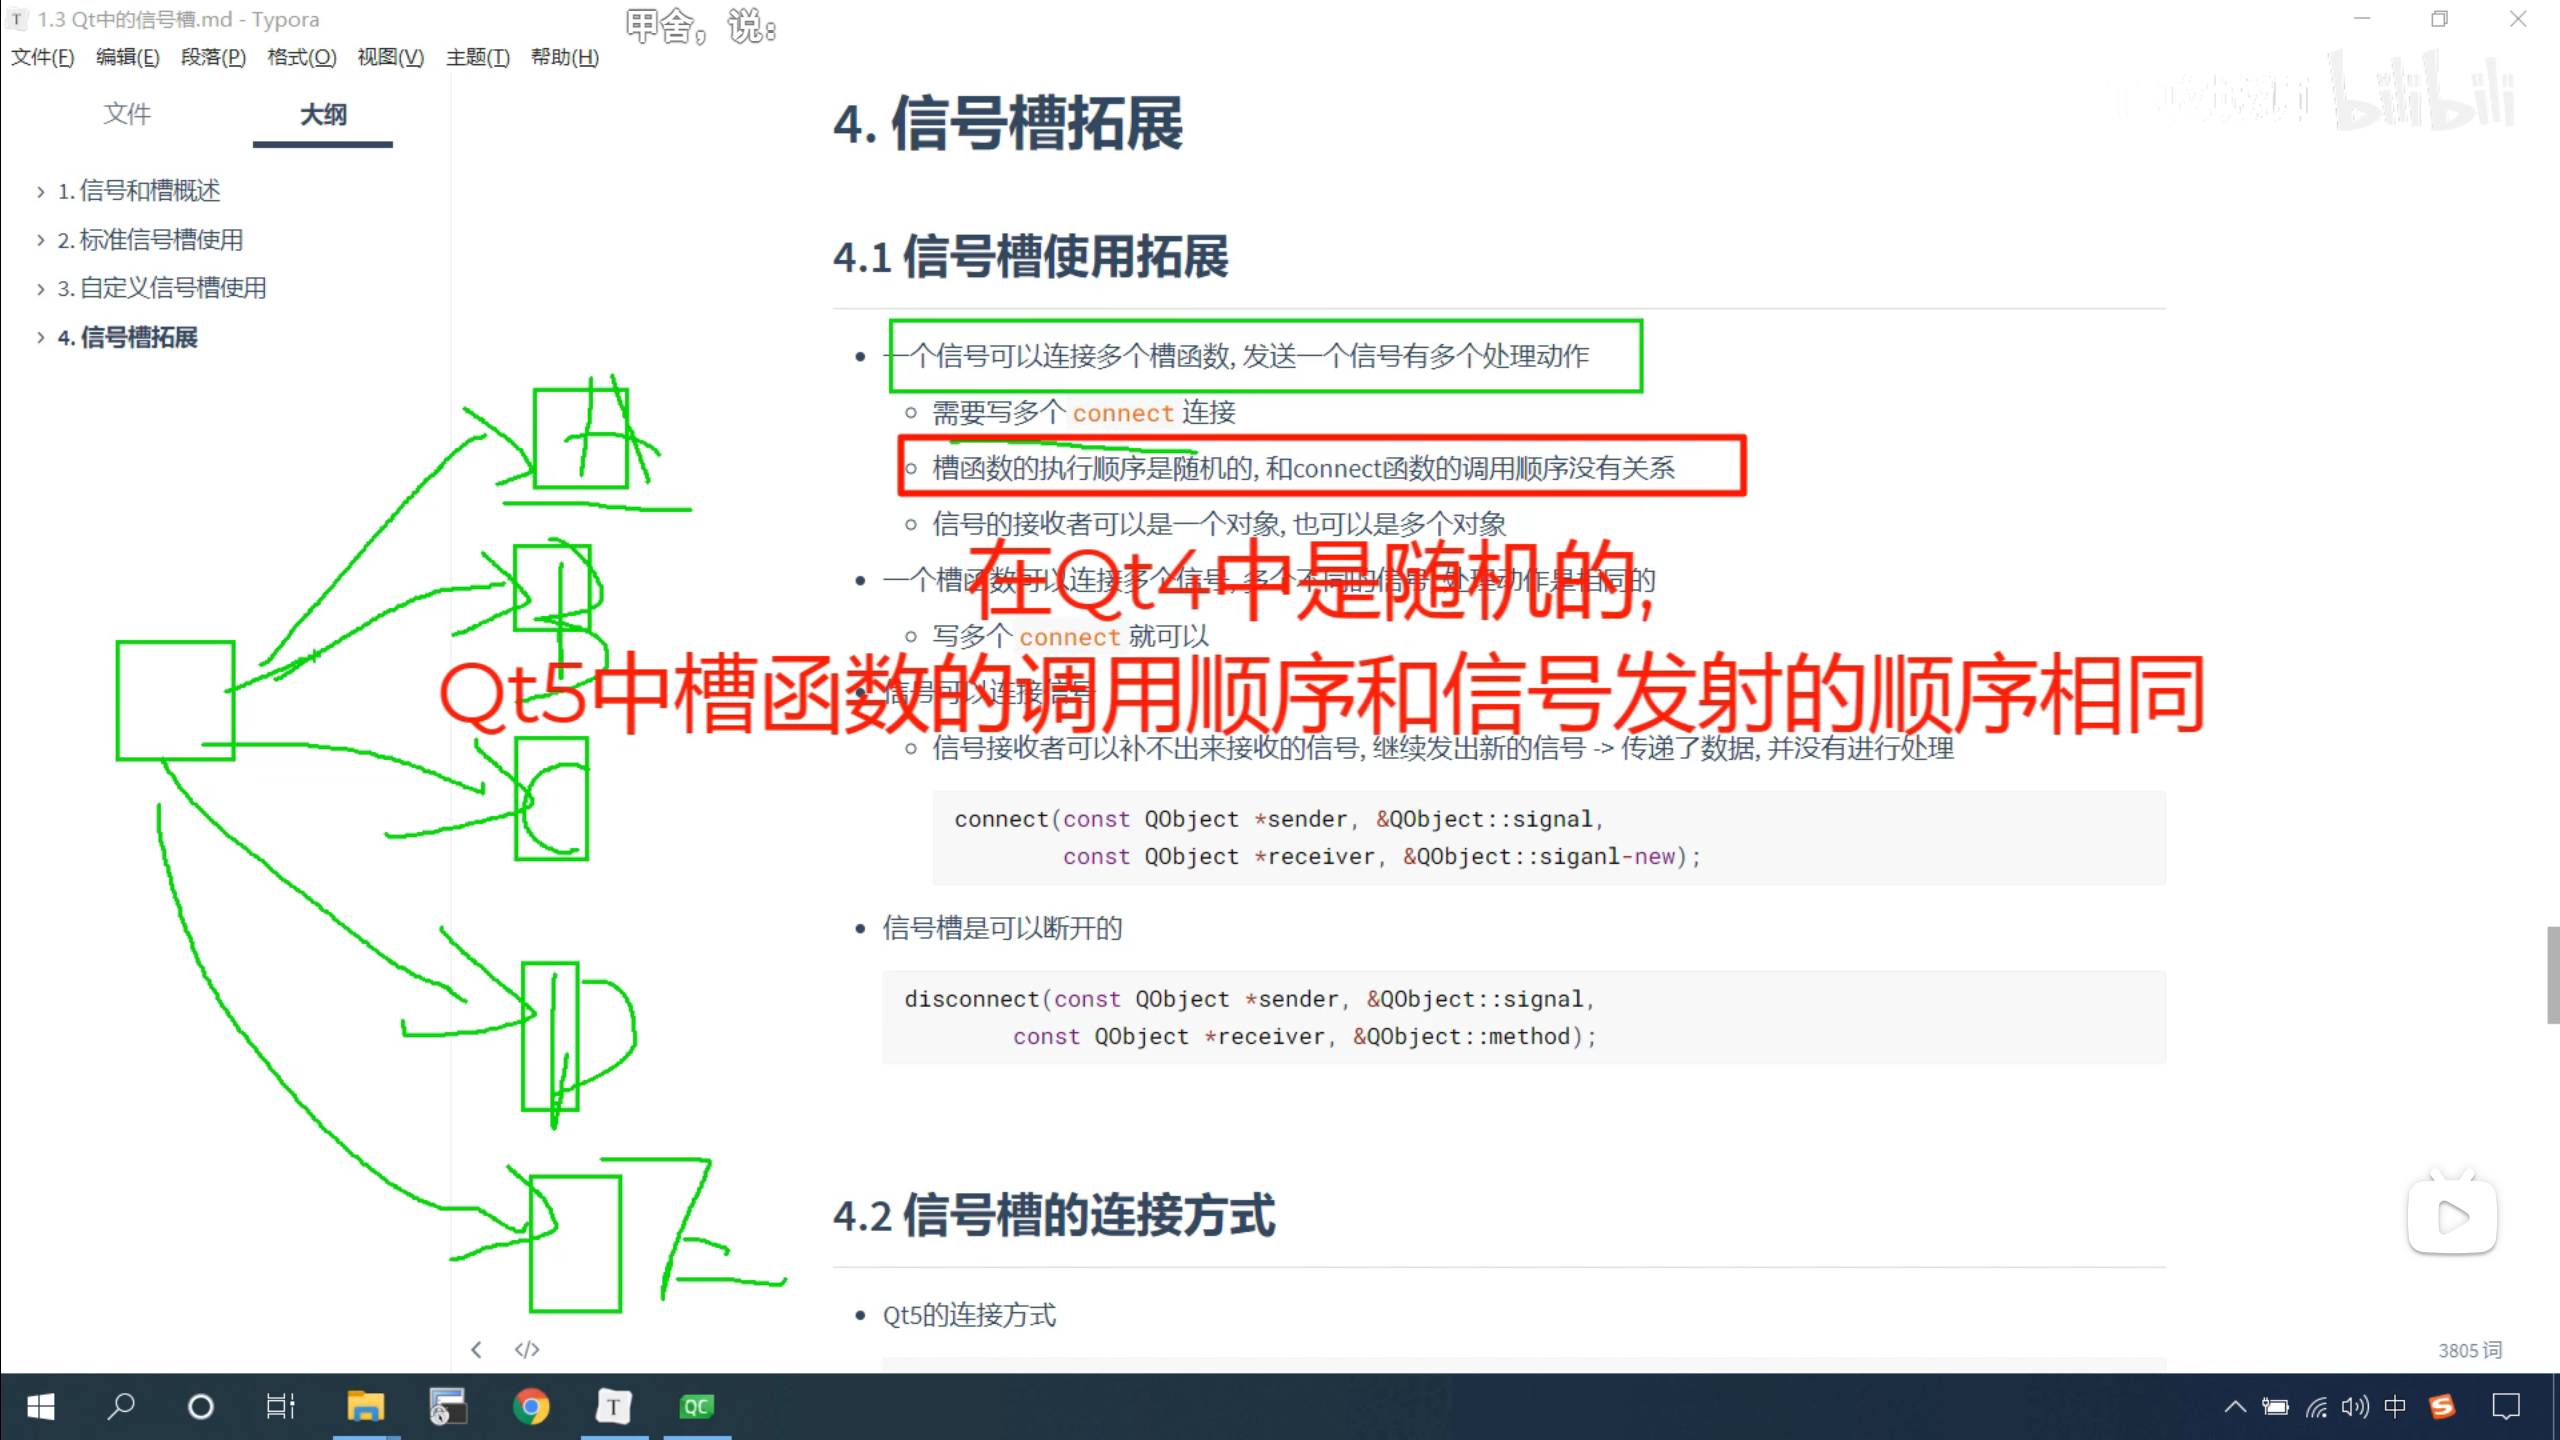 1.3 Qt中的信号槽.md - Typora
甲舍，说：
文件(F) 编辑(E) 段落(P) 格式(O) 视图(V) 主题(T) 帮助(H)
文件 大纲
1. 信号和槽概述
2. 标准信号槽使用
3. 自定义信号槽使用
4. 信号槽拓展
bilibili
4. 信号槽拓展
4.1 信号槽使用拓展
一个信号可以连接多个槽函数, 发送一个信号有多个处理动作
需要写多个 connect 连接
槽函数的执行顺序是随机的, 和connect函数的调用顺序没有关系
信号的接收者可以是一个对象, 也可以是多个对象
在Qt4中是随机的,
一个槽函数可以连接多个信号, 多个不同的信号, 处理动作是相同的
写多个 connect 就可以
Qt5中槽函数的调用顺序和信号发射的顺序相同
信号可以连接信号
信号接收者可以补不出来接收的信号, 继续发出新的信号 -> 传递了数据, 并没有进行处理
connect(const QObject *sender, &QObject::signal,
const QObject *receiver, &QObject::siganl-new);
信号槽是可以断开的
disconnect(const QObject *sender, &QObject::signal,
const QObject *receiver, &QObject::method);
4.2 信号槽的连接方式
Qt5的连接方式
A
B
C
D
</>
3805 词
T
QC
中